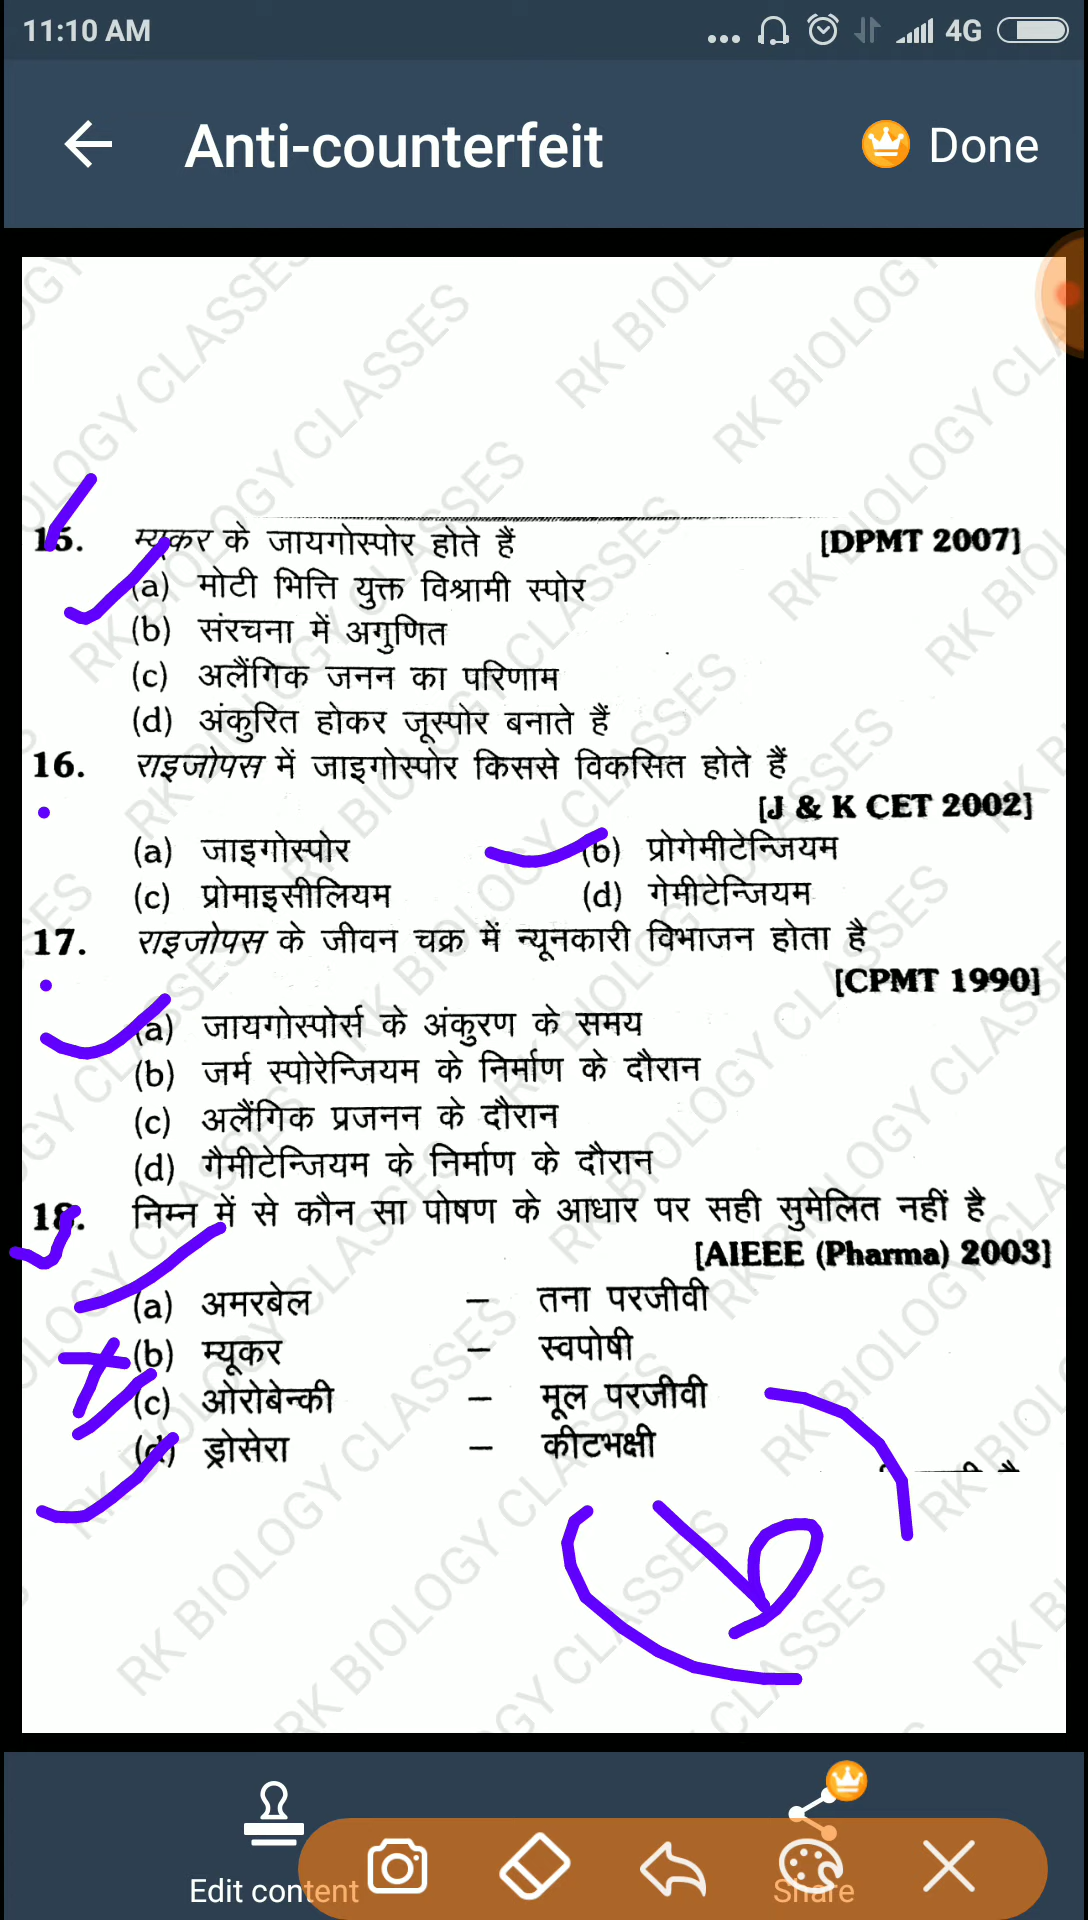 11:10 AM
4G
Anti-counterfeit
Done
15. म्यूकर के जायगोस्पोर होते हैं [DPMT 2007]
(a) मोटी भित्ति युक्त विश्रामी स्पोर
(b) संरचना में अगुणित
(c) अलैंगिक जनन का परिणाम
(d) अंकुरित होकर जूस्पोर बनाते हैं
16. राइजोपस में जाइगोस्पोर किससे विकसित होते हैं
[J & K CET 2002]
(a) जाइगोस्पोर (b) प्रोगेमीटेन्जियम
(c) प्रोमाइसीलियम (d) गेमीटेन्जियम
17. राइजोपस के जीवन चक्र में न्यूनकारी विभाजन होता है
[CPMT 1990]
(a) जायगोस्पोर्स के अंकुरण के समय
(b) जर्म स्पोरेन्जियम के निर्माण के दौरान
(c) अलैंगिक प्रजनन के दौरान
(d) गैमीटेन्जियम के निर्माण के दौरान
18. निम्न में से कौन सा पोषण के आधार पर सही सुमेलित नहीं है
[AIEEE (Pharma) 2003]
(a) अमरबेल – तना परजीवी
(b) म्यूकर – स्वपोषी
(c) ओरोबेन्की – मूल परजीवी
(d) ड्रोसेरा – कीटभक्षी
RK BIOLOGY CLASSES
Edit content
Share